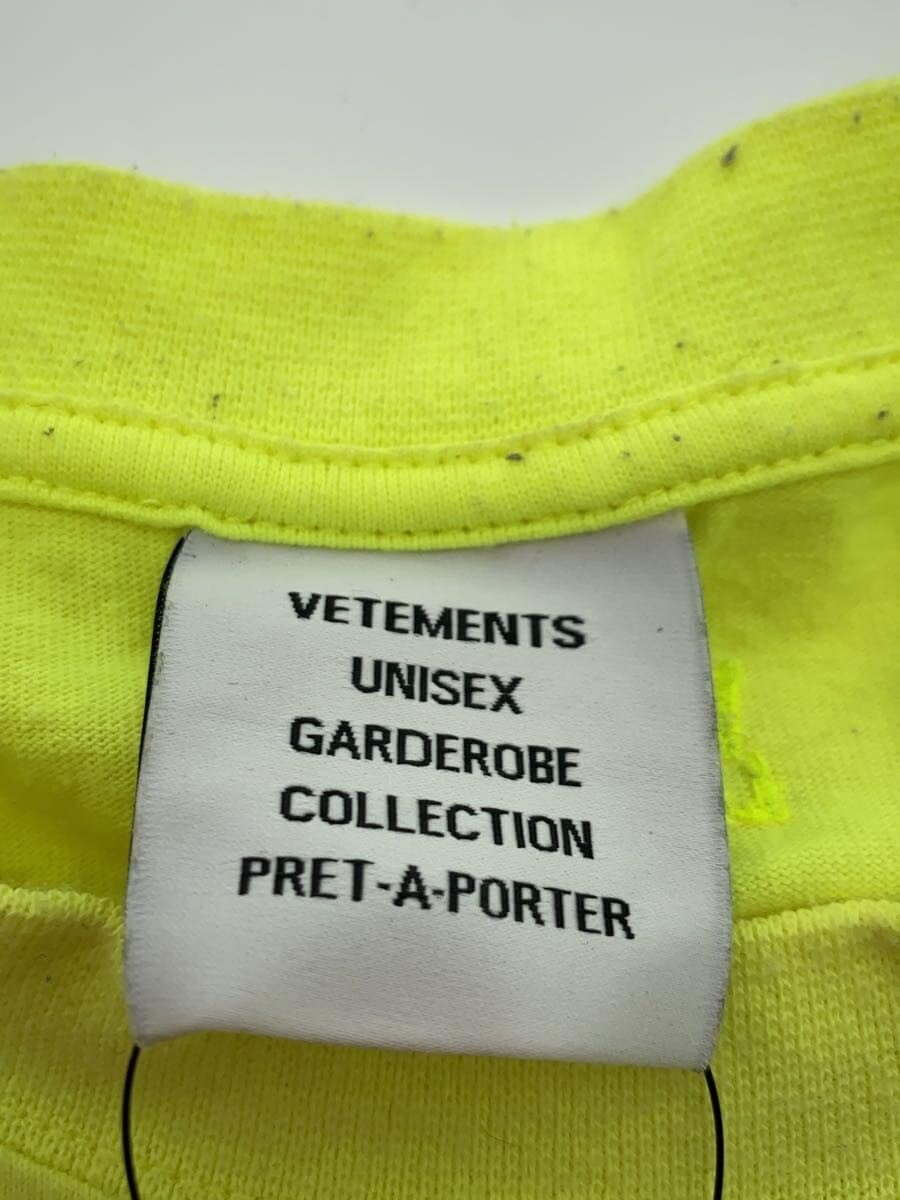 VETEMENTS
UNISEX
GARDEROBE
COLLECTION
PRET-A-PORTER